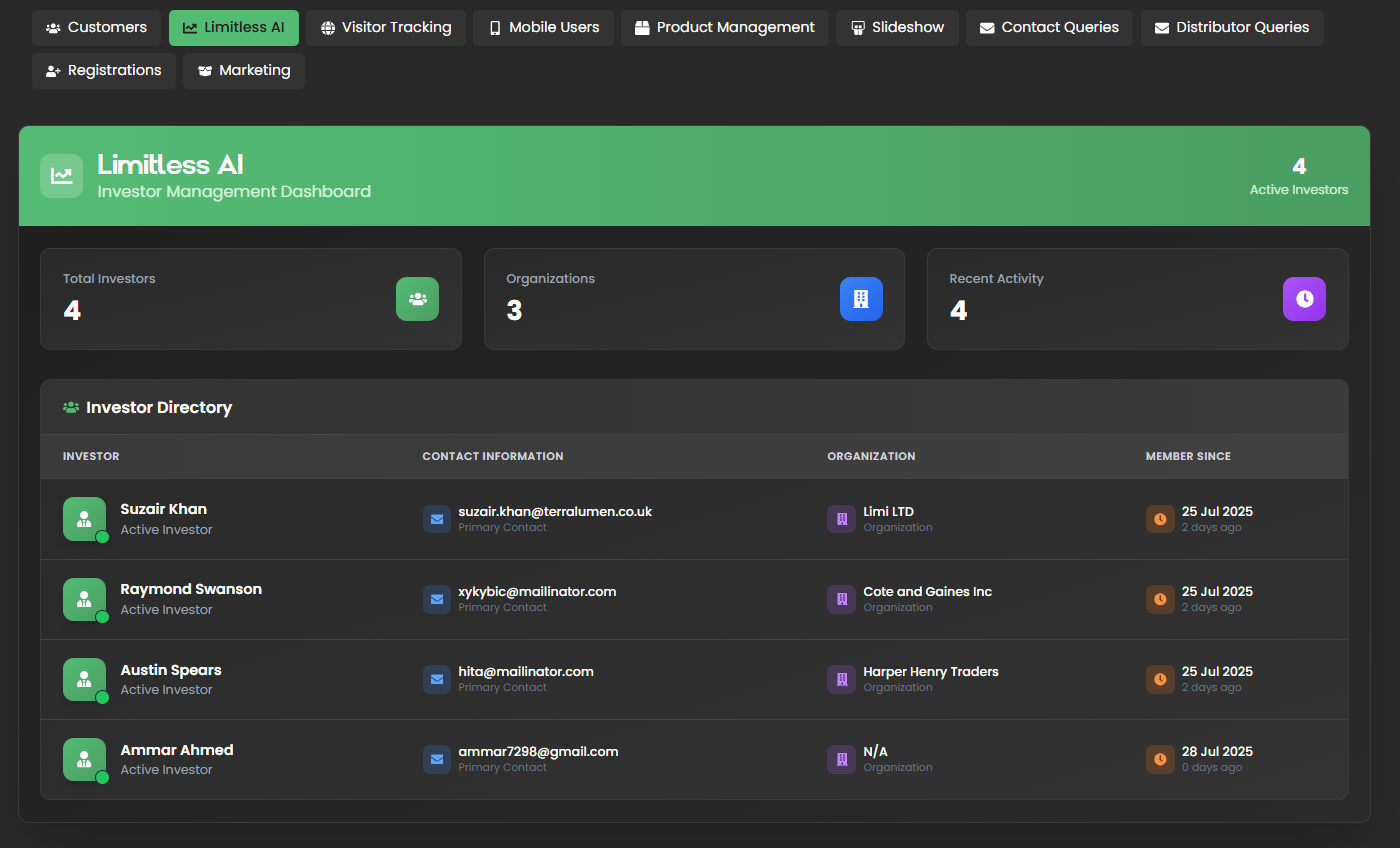 Customers Limitless AI Visitor Tracking Mobile Users Product Management Slideshow Contact Queries Distributor Queries
Registrations Marketing
Limitless AI
Investor Management Dashboard
4
Active Investors
Total Investors
4
Organizations
3
Recent Activity
4
Investor Directory
INVESTOR CONTACT INFORMATION ORGANIZATION MEMBER SINCE
Suzair Khan suzair.khan@terralumen.co.uk Limi LTD 25 Jul 2025
Active Investor Primary Contact Organization 2 days ago
Raymond Swanson xykybic@mailinator.com Cote and Gaines Inc 25 Jul 2025
Active Investor Primary Contact Organization 2 days ago
Austin Spears hita@mailinator.com Harper Henry Traders 25 Jul 2025
Active Investor Primary Contact Organization 2 days ago
Ammar Ahmed ammar7298@gmail.com N/A 28 Jul 2025
Active Investor Primary Contact Organization 0 days ago